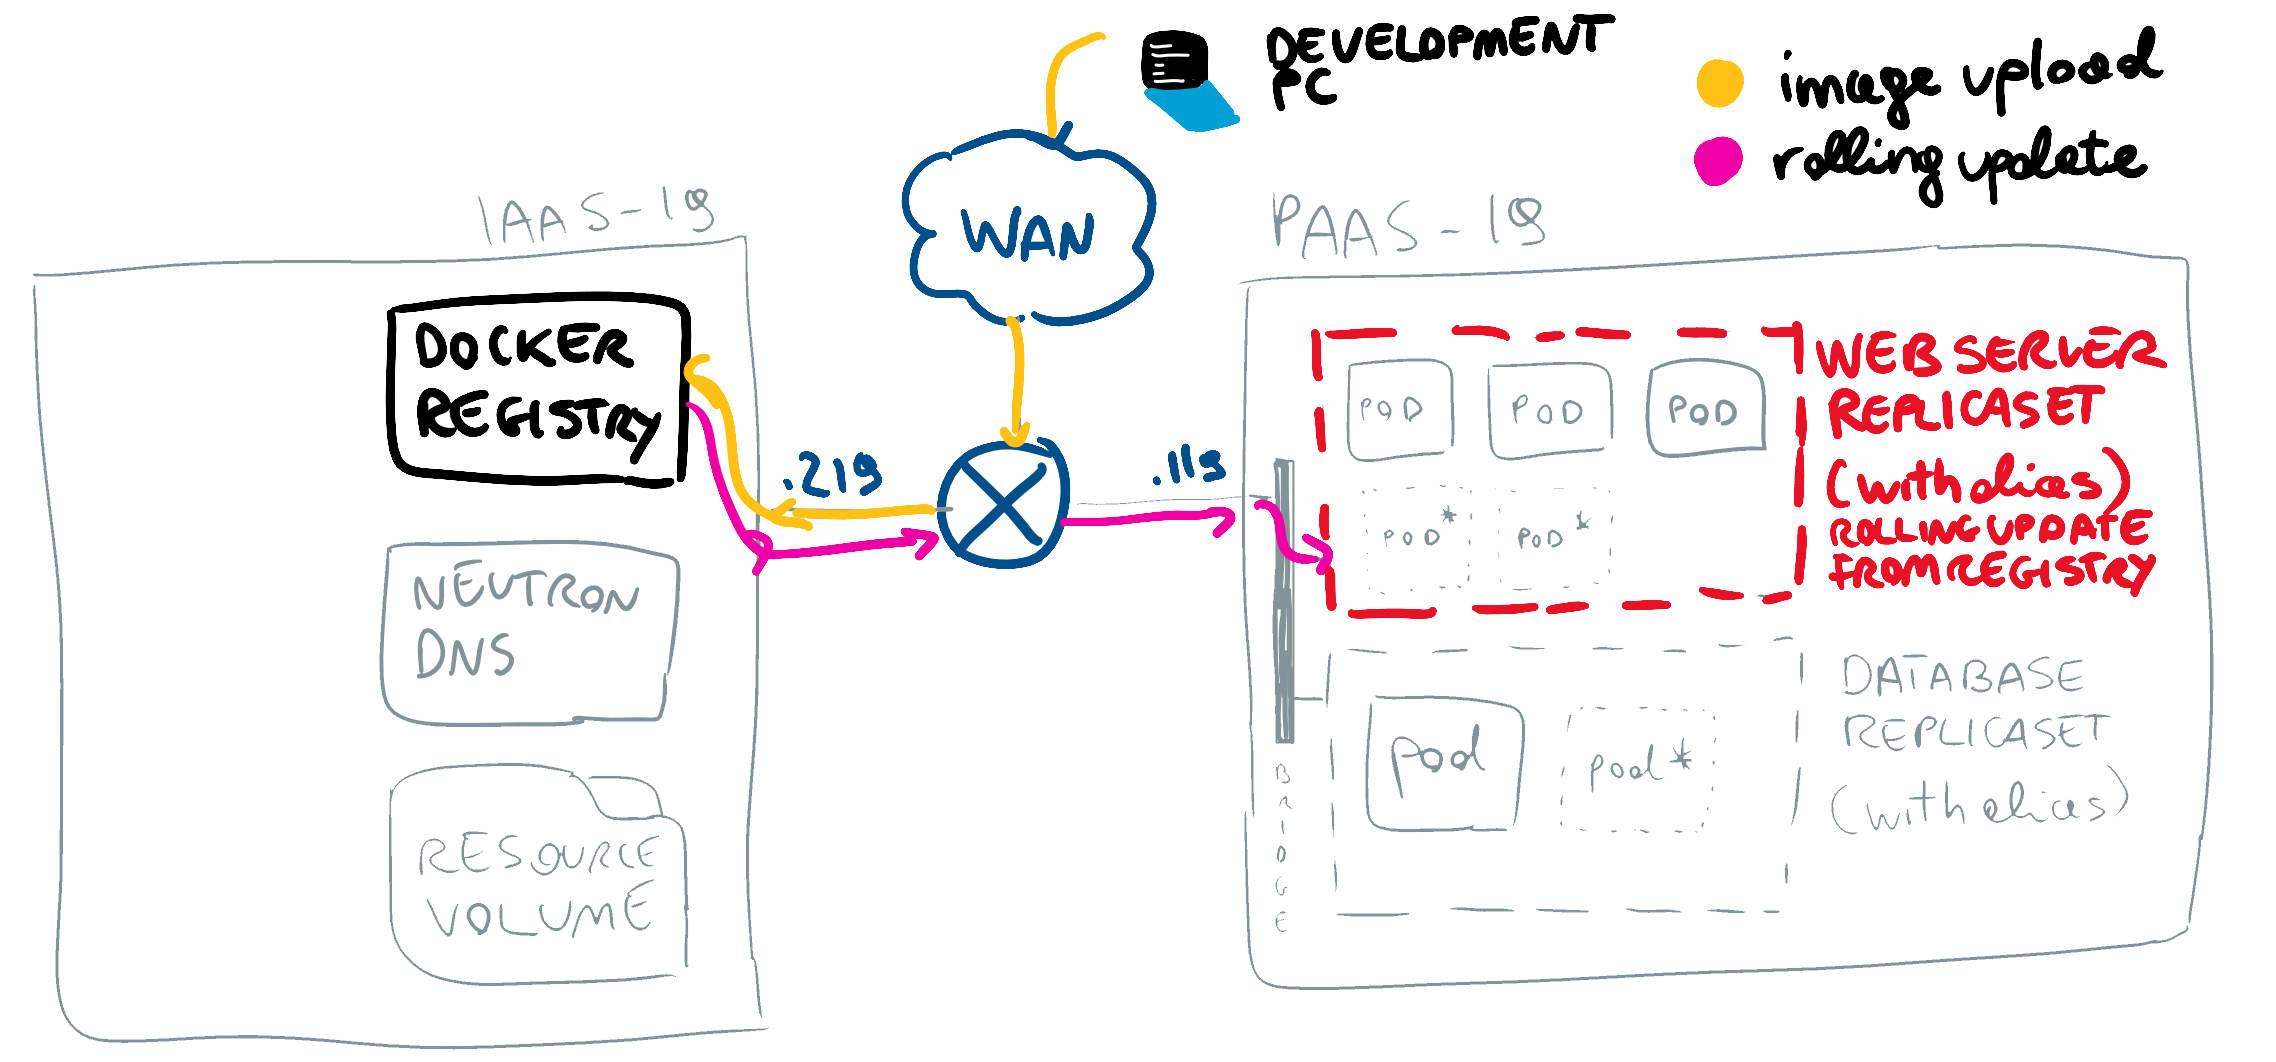 DEVELOPMENT
PC
image upload
rolling update
IAAS-19
WAN
PAAS-19
DOCKER
REGISTRY
.219
.119
POD
POD
POD
POD*
POD*
WEB SERVER
REPLICASET
(with slices)
ROLLING UPDATE
FROM REGISTRY
NEUTRON
DNS
RESOURCE
VOLUME
BRIDGE
pod
pod*
DATABASE
REPLICASET
(with slices)